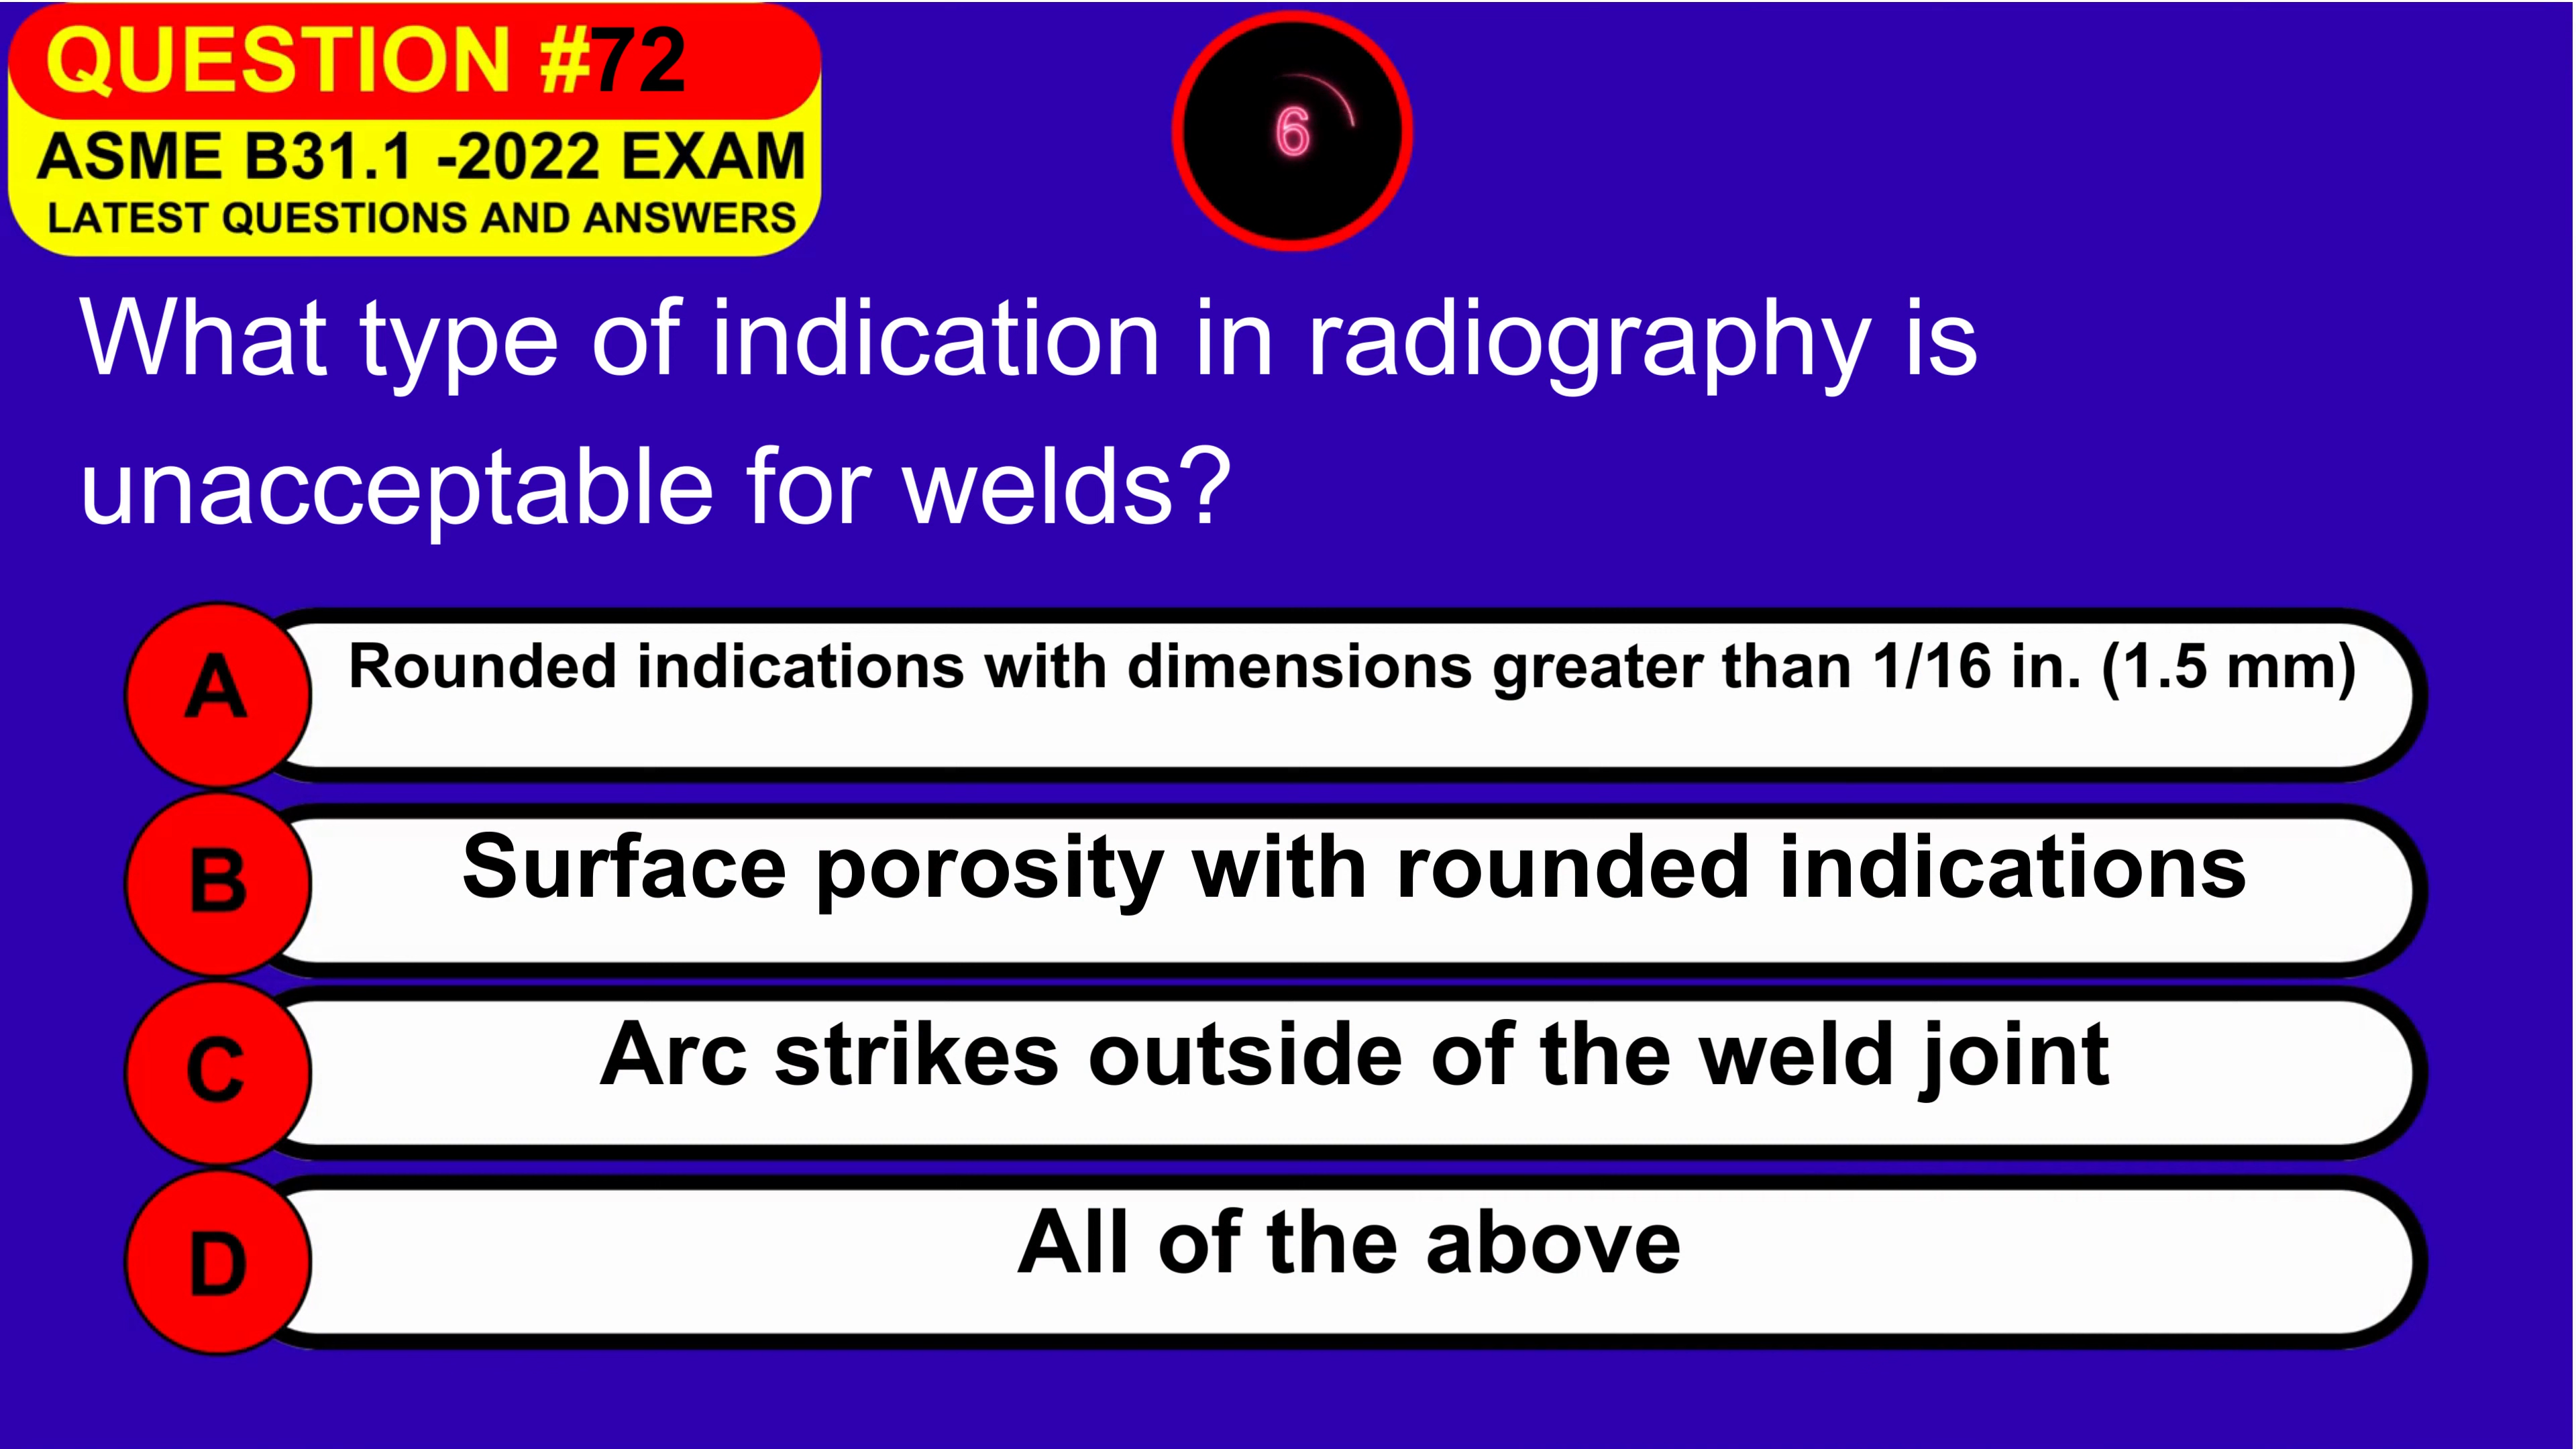 QUESTION #72
ASME B31.1 -2022 EXAM
LATEST QUESTIONS AND ANSWERS
6
What type of indication in radiography is
unacceptable for welds?
A Rounded indications with dimensions greater than 1/16 in. (1.5 mm)
B Surface porosity with rounded indications
C Arc strikes outside of the weld joint
D All of the above